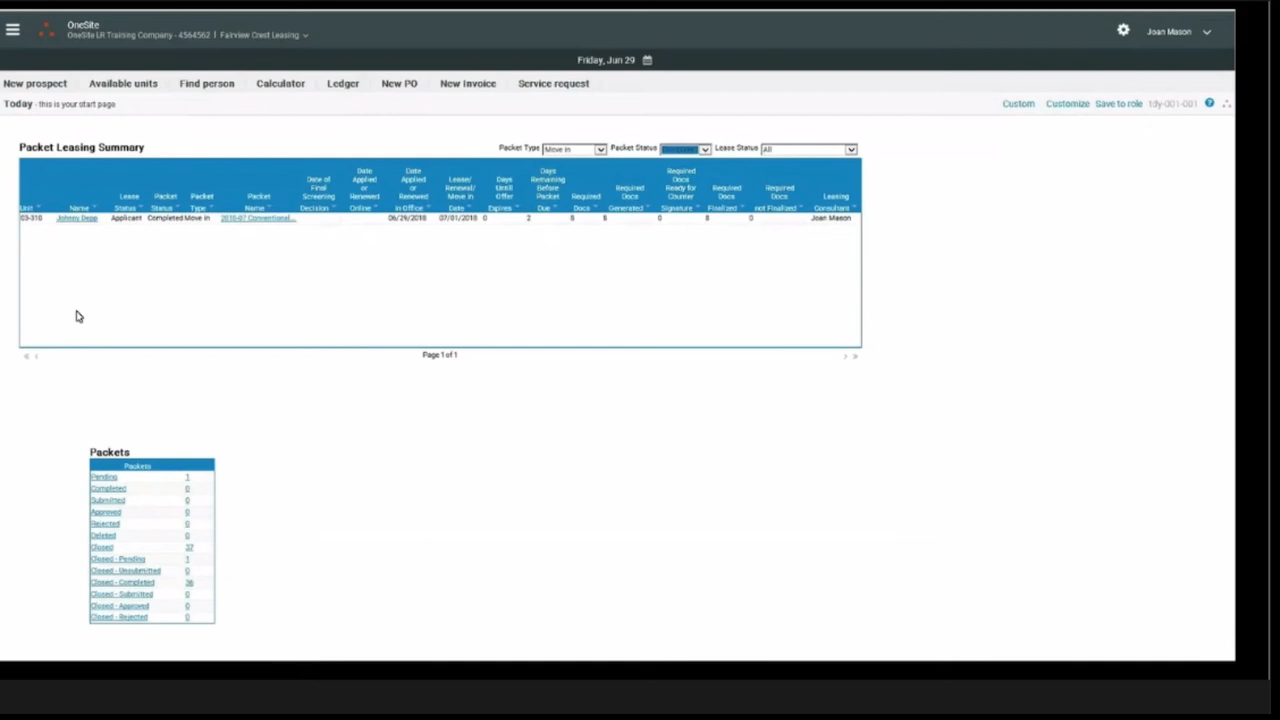 OneSite
OneSite LR Training Company - 4564562 | Fairview Crest Leasing
Joan Mason
Friday, Jun 29
New prospect Available units Find person Calculator Ledger New PO New Invoice Service request
Today - this is your start page
Custom Customize Save to role tdy-001-001
Packet Leasing Summary
Packet Type Move in Packet Status Lease Status All
Unit Name Lease Status Packet Status Packet Type Packet Name Date of Final Screening Decision Date Applied or Renewed Online Date Applied or Renewed in Office Lease/ Renewal/ Move in Date Days Until Offer Expires Days Remaining Before Packet Due Required Docs Required Docs Generated Required Docs Ready for Counter Signature Required Docs Finalized Required Docs not Finalized Leasing Consultant
03-310 Johnny Depp Applicant Completed Move in 2010-07 Conventional... 06/29/2018 07/01/2018 0 2 8 8 0 8 0 Joan Mason
Page 1 of 1
Packets
Packets
Pending 1
Completed 0
Submitted 0
Approved 0
Rejected 0
Deleted 0
Closed 37
Closed - Pending 1
Closed - Unsubmitted 0
Closed - Completed 36
Closed - Submitted 0
Closed - Approved 0
Closed - Rejected 0